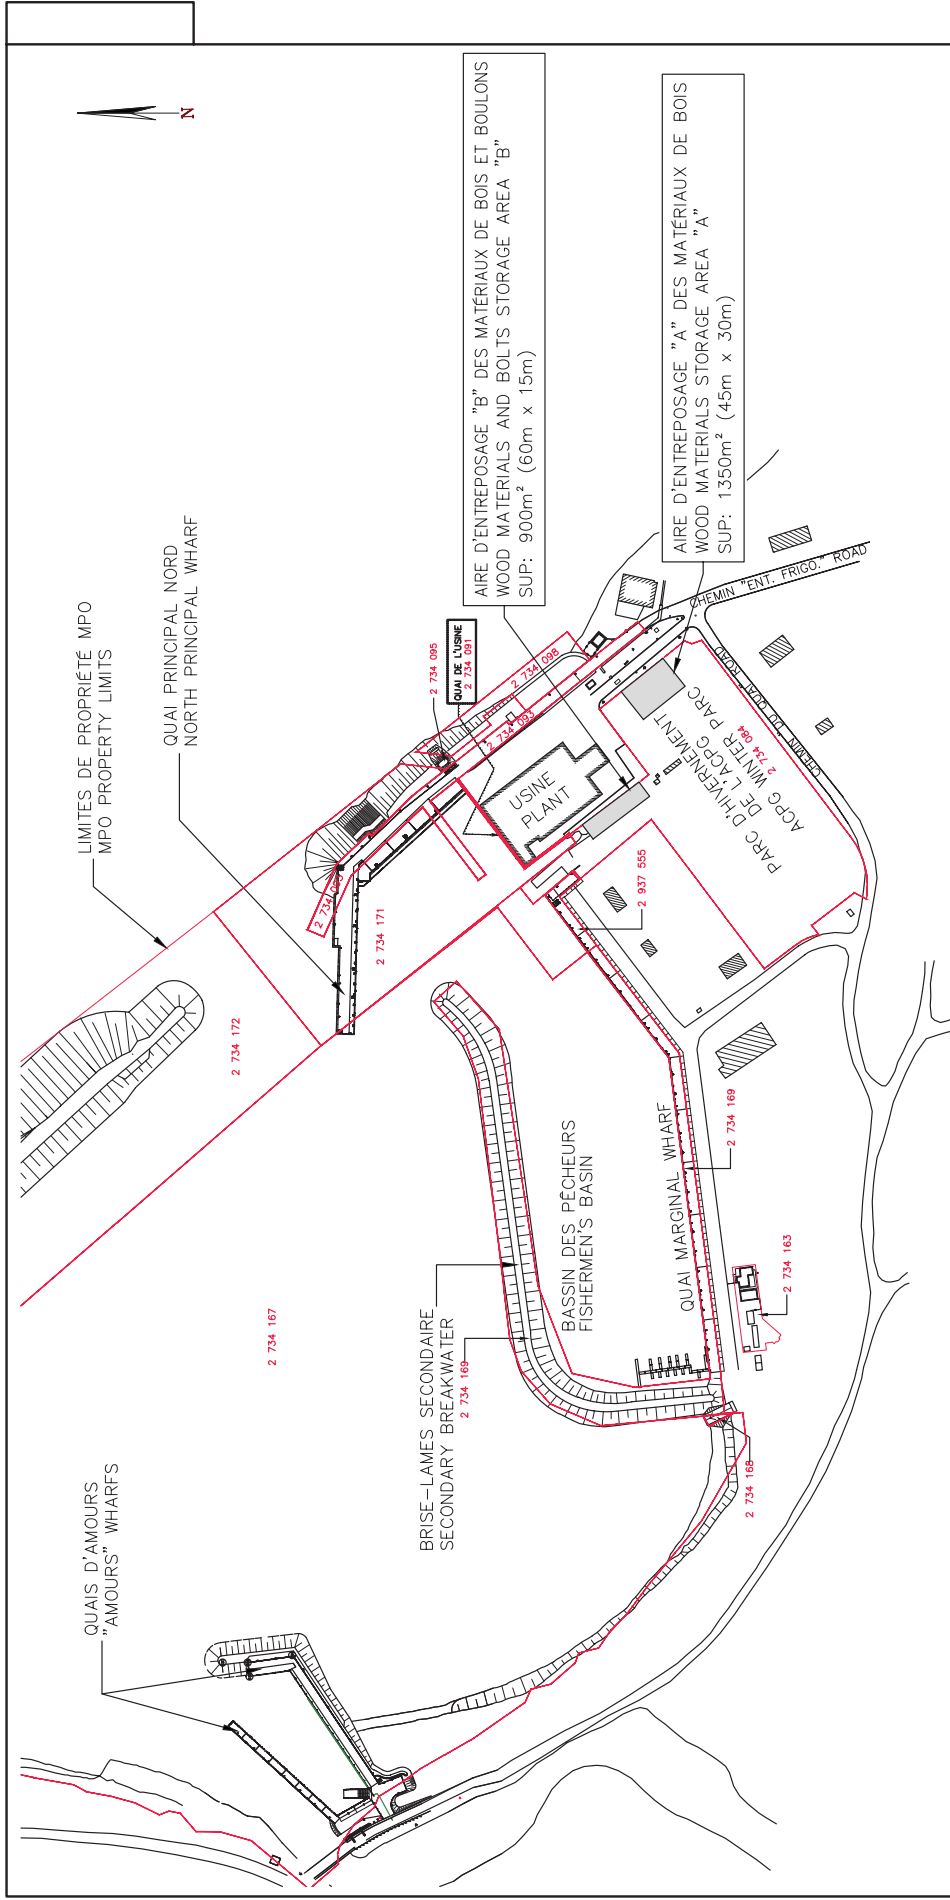 N
LIMITES DE PROPRIÉTÉ MPO
MPO PROPERTY LIMITS
QUAI PRINCIPAL NORD
NORTH PRINCIPAL WHARF
AIRE D'ENTREPOSAGE "B" DES MATÉRIAUX DE BOIS ET BOULONS
WOOD MATERIALS AND BOLTS STORAGE AREA "B"
SUP: 900m² (60m x 15m)
AIRE D'ENTREPOSAGE "A" DES MATÉRIAUX DE BOIS
WOOD MATERIALS STORAGE AREA "A"
SUP: 1350m² (45m x 30m)
QUAIS D'AMOURS
"AMOURS" WHARFS
2 734 167
2 734 172
2 734 171
2 734 095
QUAI DE L'USINE
2 734 091
2 734 098
2 734 093
USINE
PLANT
CHEMIN "ENT. FRIGO." ROAD
CHEMIN DU QUAI ROAD
PARC D'HIVERNEMENT
DE L'ACPG
ACPG WINTER PARC
2 734 084
2 937 555
BRISE-LAMES SECONDAIRE
SECONDARY BREAKWATER
2 734 169
BASSIN DES PÊCHEURS
FISHERMEN'S BASIN
QUAI MARGINAL WHARF
2 734 169
2 734 163
2 734 168